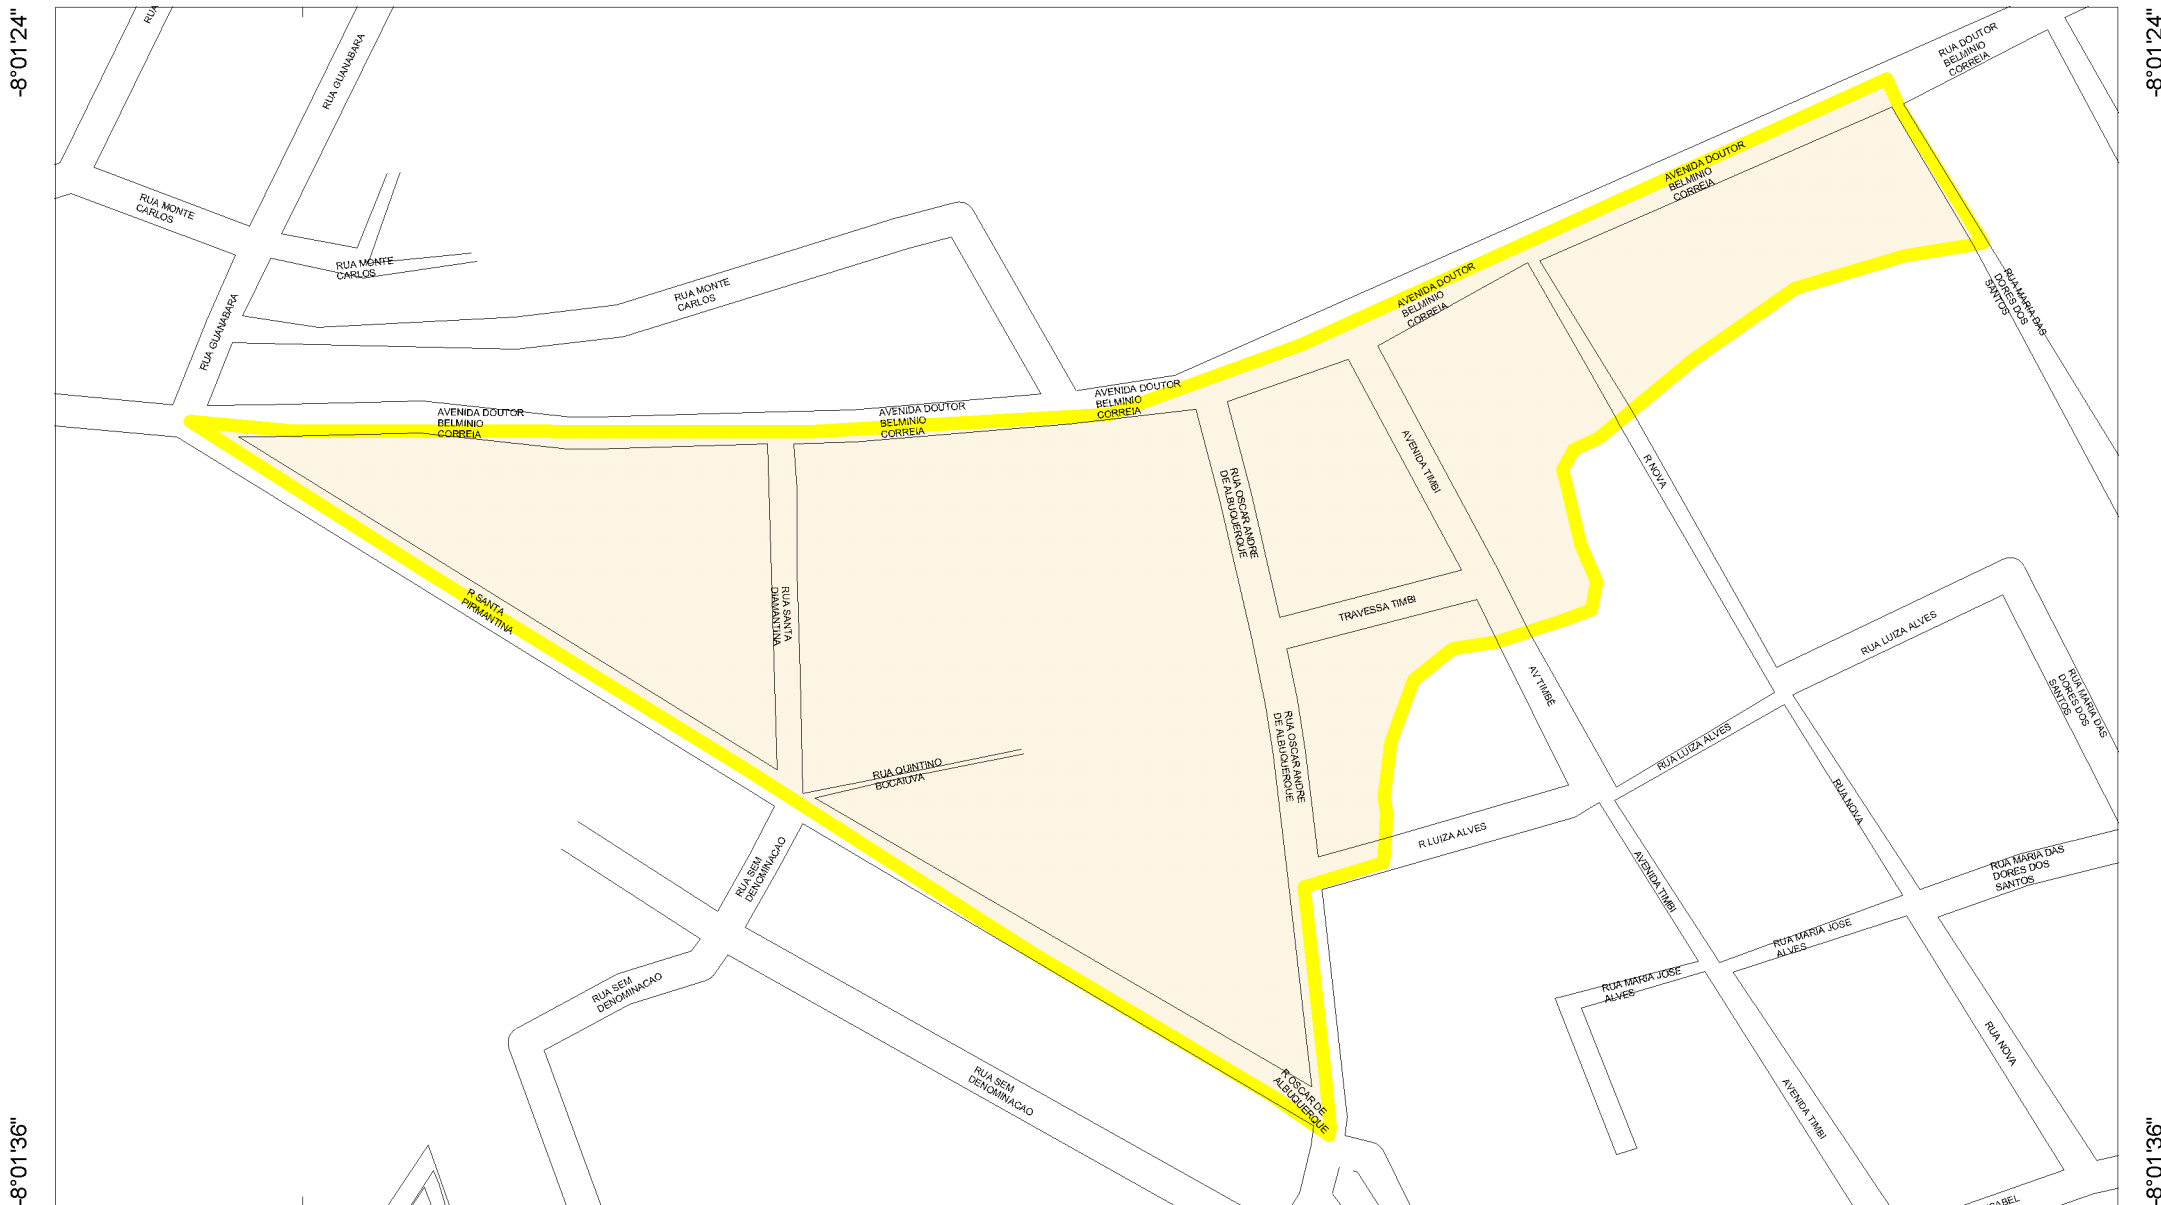 -8°01'24"
-8°01'24"
RUA
RUA GUANABARA
RUA DOUTOR
BELMINIO
CORREIA
AVENIDA DOUTOR
BELMINIO
CORREIA
RUA MONTE
CARLOS
RUA MONTE
CARLOS
RUA MONTE
CARLOS
AVENIDA DOUTOR
BELMINIO
CORREIA
RUA GUANABARA
RUA MARIA DAS
DORES DOS
SANTOS
AVENIDA DOUTOR
BELMINIO
CORREIA
AVENIDA DOUTOR
BELMINIO
CORREIA
AVENIDA DOUTOR
BELMINIO
CORREIA
AVENIDA TIMBI
R NOVA
RUA OSCAR ANDRE
DE ALBUQUERQUE
R SANTA
PIRMANTINA
RUA SANTA
DIAMANTINA
TRAVESSA TIMBI
RUA LUIZA ALVES
AV TIMBÉ
RUA MARIA DAS
DORES DOS
SANTOS
RUA OSCAR ANDRE
DE ALBUQUERQUE
RUA LUIZA ALVES
RUA QUINTINO
BOCAIUVA
RUA NOVA
R LUIZA ALVES
RUA SEM
DENOMINACAO
AVENIDA TIMBI
RUA MARIA DAS
DORES DOS
SANTOS
RUA MARIA JOSE
ALVES
RUA MARIA JOSE
ALVES
RUA SEM
DENOMINACAO
RUA NOVA
RUA SEM
DENOMINACAO
R OSCAR DE
ALBUQUERQUE
AVENIDA TIMBI
-8°01'36"
-8°01'36"